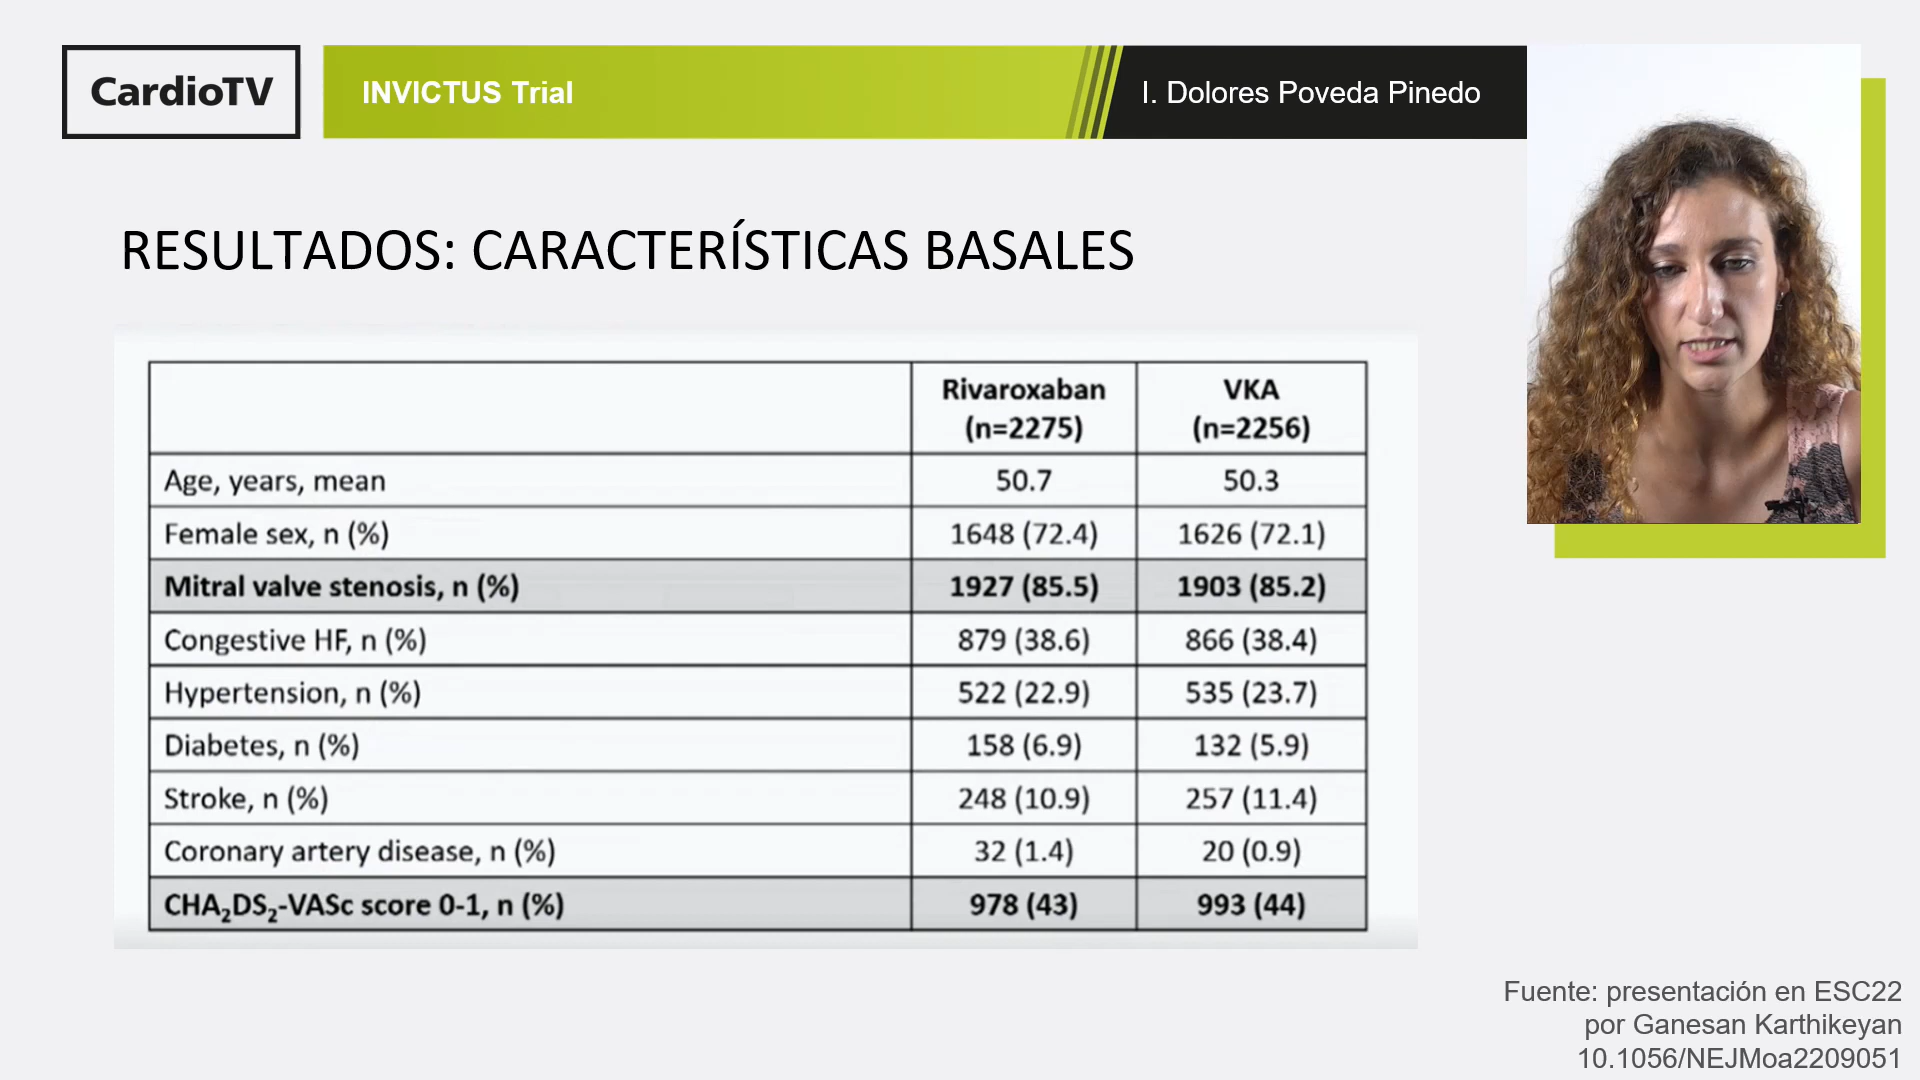 CardioTV
INVICTUS Trial
I. Dolores Poveda Pinedo
RESULTADOS: CARACTERÍSTICAS BASALES
Rivaroxaban (n=2275) VKA (n=2256)
Age, years, mean 50.7 50.3
Female sex, n (%) 1648 (72.4) 1626 (72.1)
Mitral valve stenosis, n (%) 1927 (85.5) 1903 (85.2)
Congestive HF, n (%) 879 (38.6) 866 (38.4)
Hypertension, n (%) 522 (22.9) 535 (23.7)
Diabetes, n (%) 158 (6.9) 132 (5.9)
Stroke, n (%) 248 (10.9) 257 (11.4)
Coronary artery disease, n (%) 32 (1.4) 20 (0.9)
CHA₂DS₂-VASc score 0-1, n (%) 978 (43) 993 (44)
Fuente: presentación en ESC22
por Ganesan Karthikeyan
10.1056/NEJMoa2209051